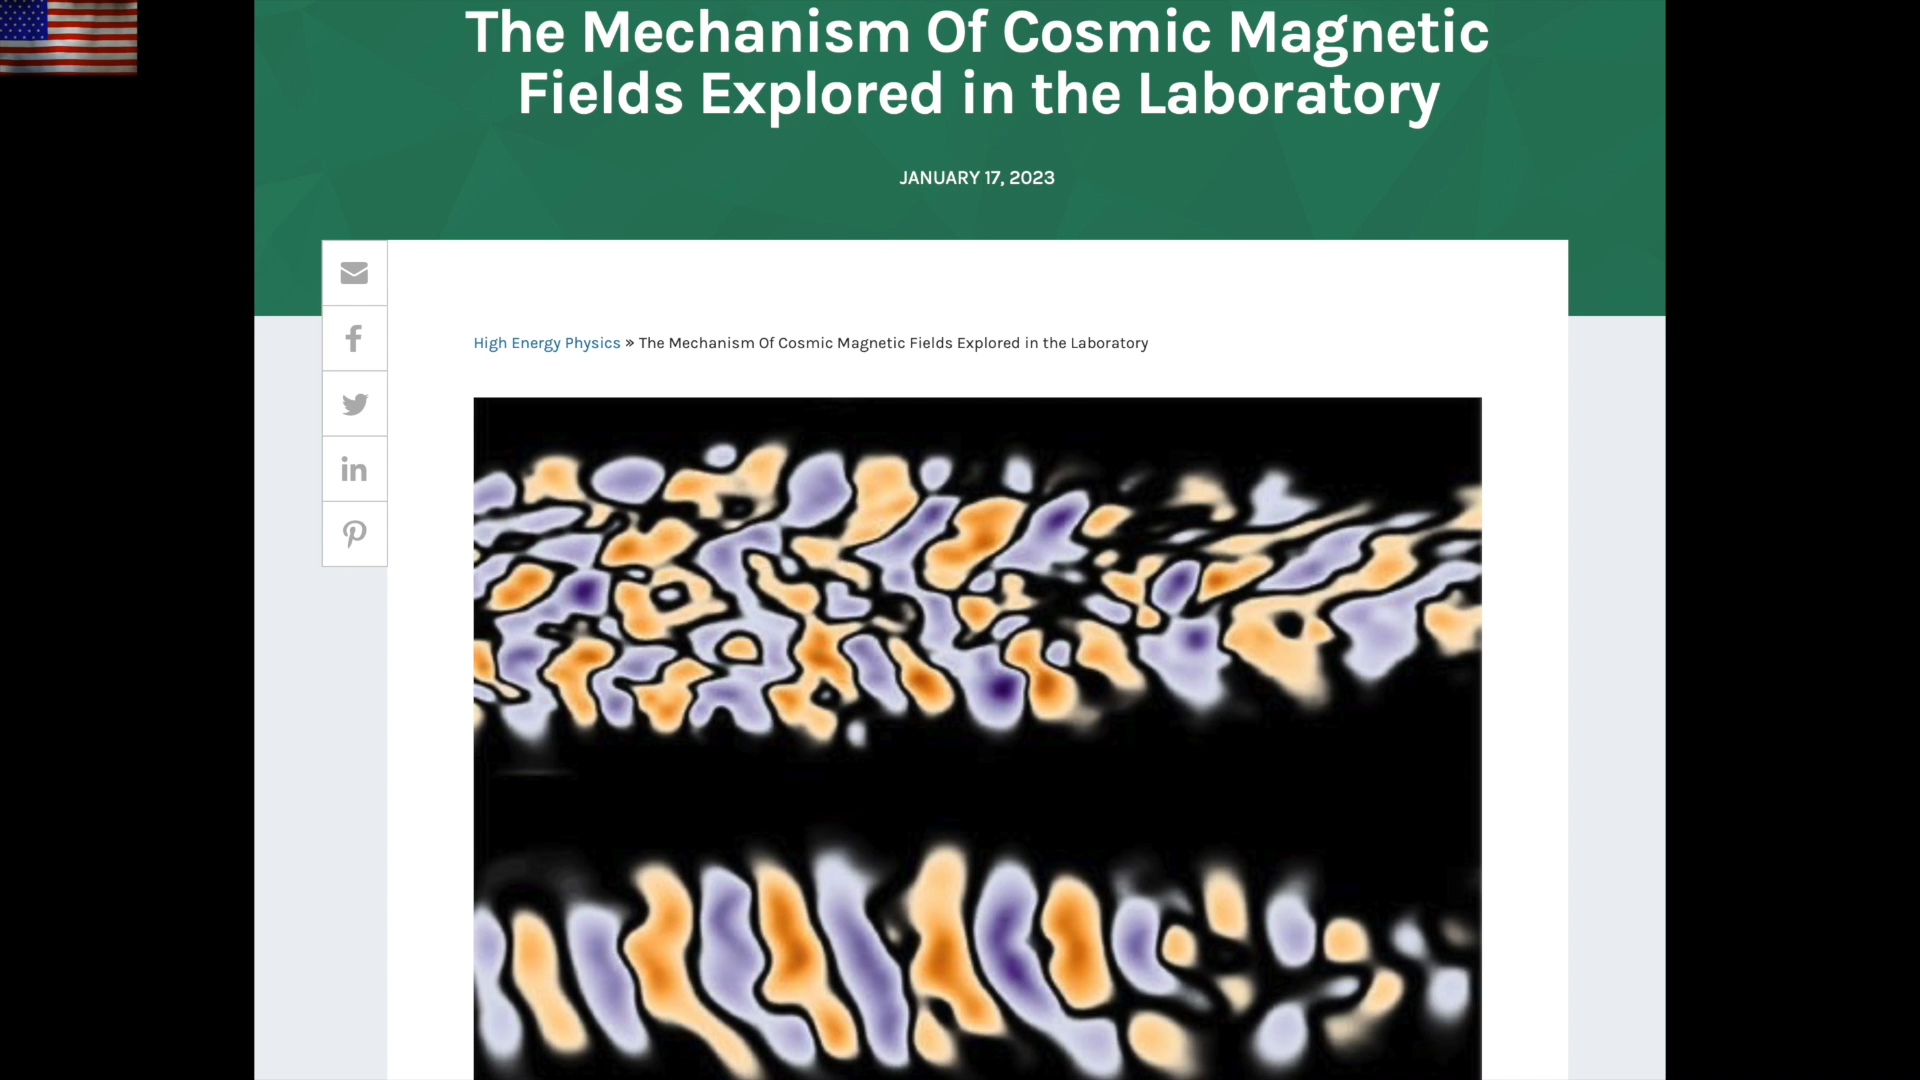 The Mechanism Of Cosmic Magnetic
Fields Explored in the Laboratory
JANUARY 17, 2023
High Energy Physics » The Mechanism Of Cosmic Magnetic Fields Explored in the Laboratory